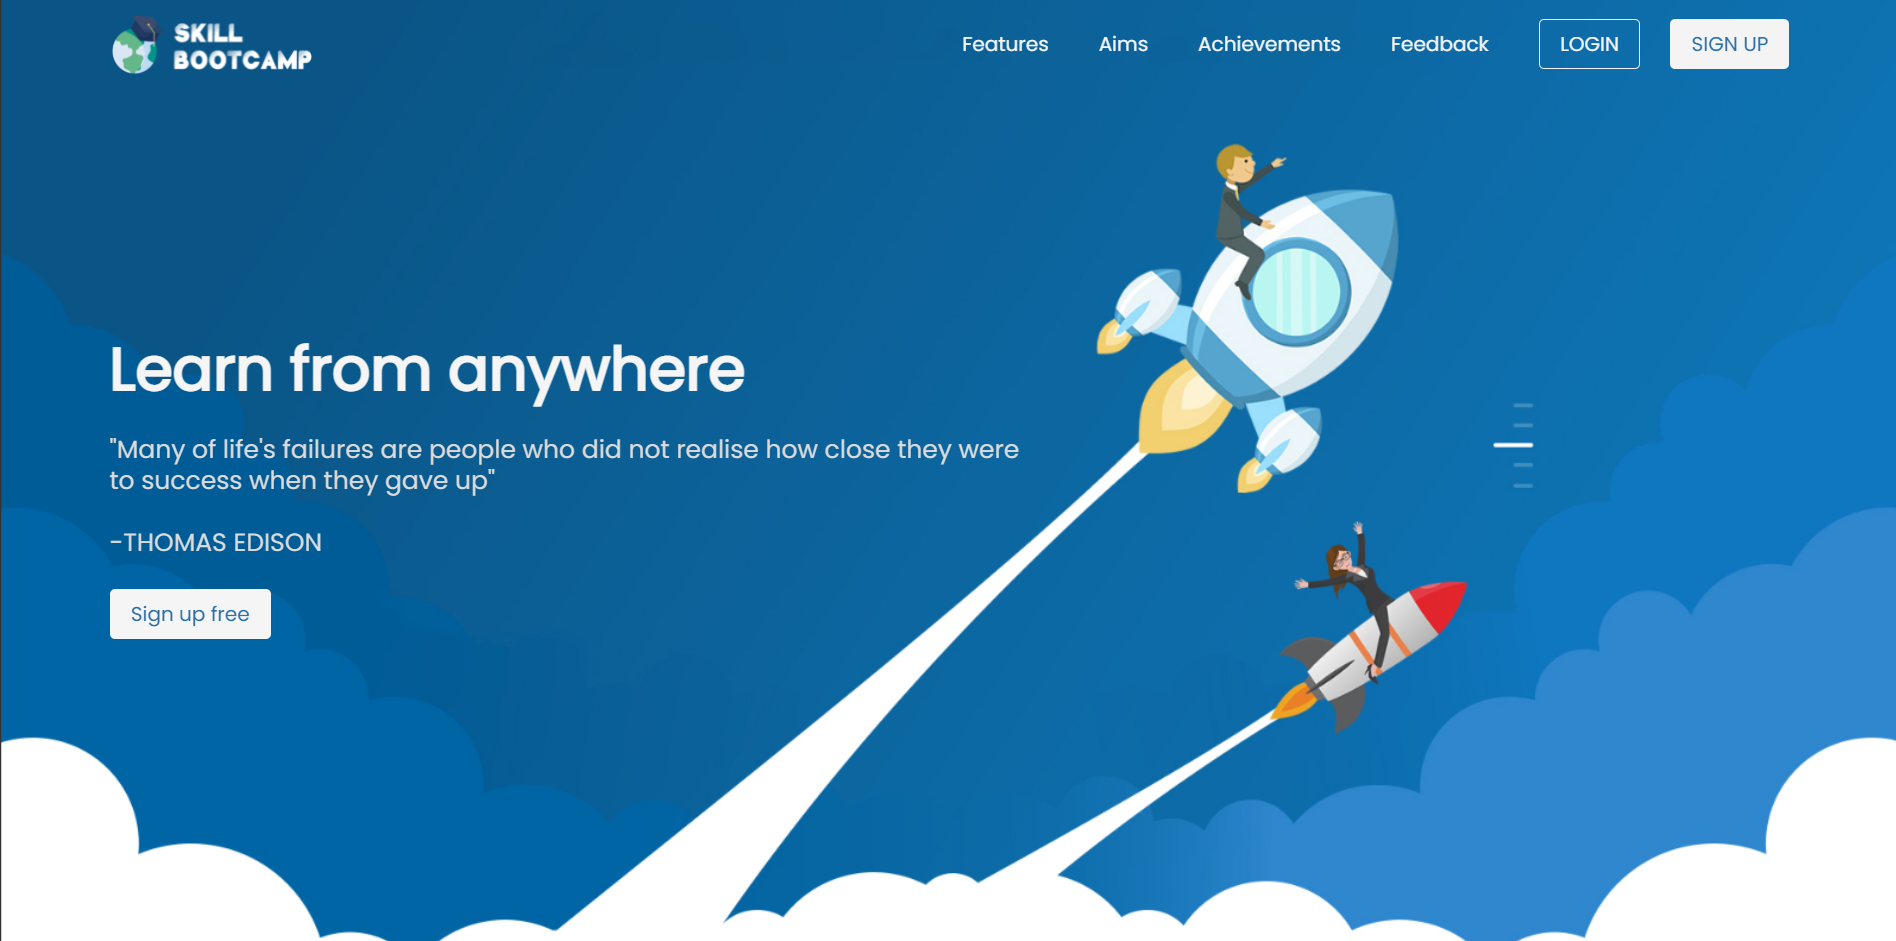 SKILL
BOOTCAMP
Features Aims Achievements Feedback LOGIN SIGN UP
Learn from anywhere
"Many of life's failures are people who did not realise how close they were
to success when they gave up"
-THOMAS EDISON
Sign up free